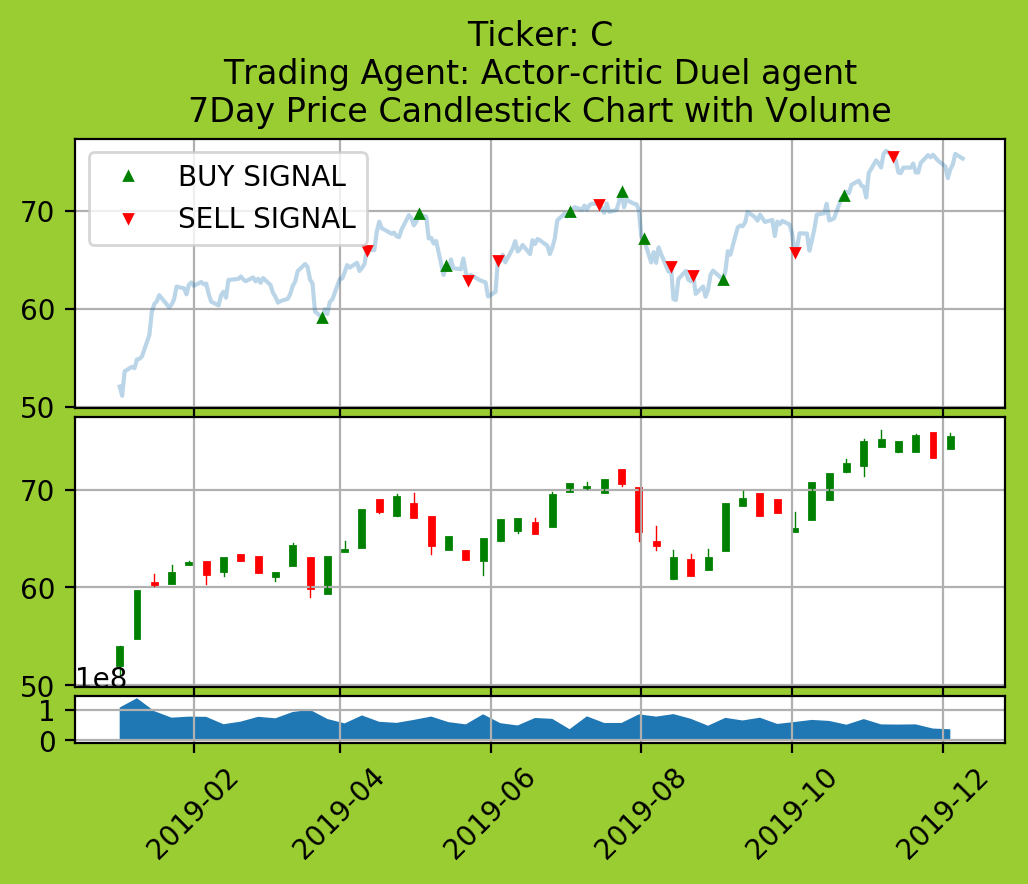 Ticker: C
Trading Agent: Actor-critic Duel agent
7Day Price Candlestick Chart with Volume
BUY SIGNAL
SELL SIGNAL
70
60
50
70
60
50
1e8
1
0
2019-02
2019-04
2019-06
2019-08
2019-10
2019-12